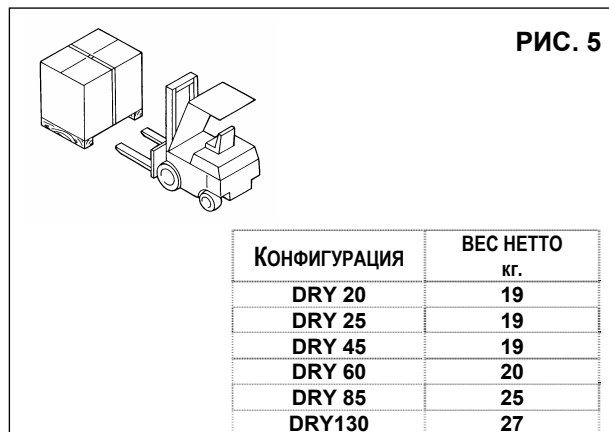 РИС. 5
КОНФИГУРАЦИЯ ВЕС НЕТТО
кг.
DRY 20 19
DRY 25 19
DRY 45 19
DRY 60 20
DRY 85 25
DRY130 27